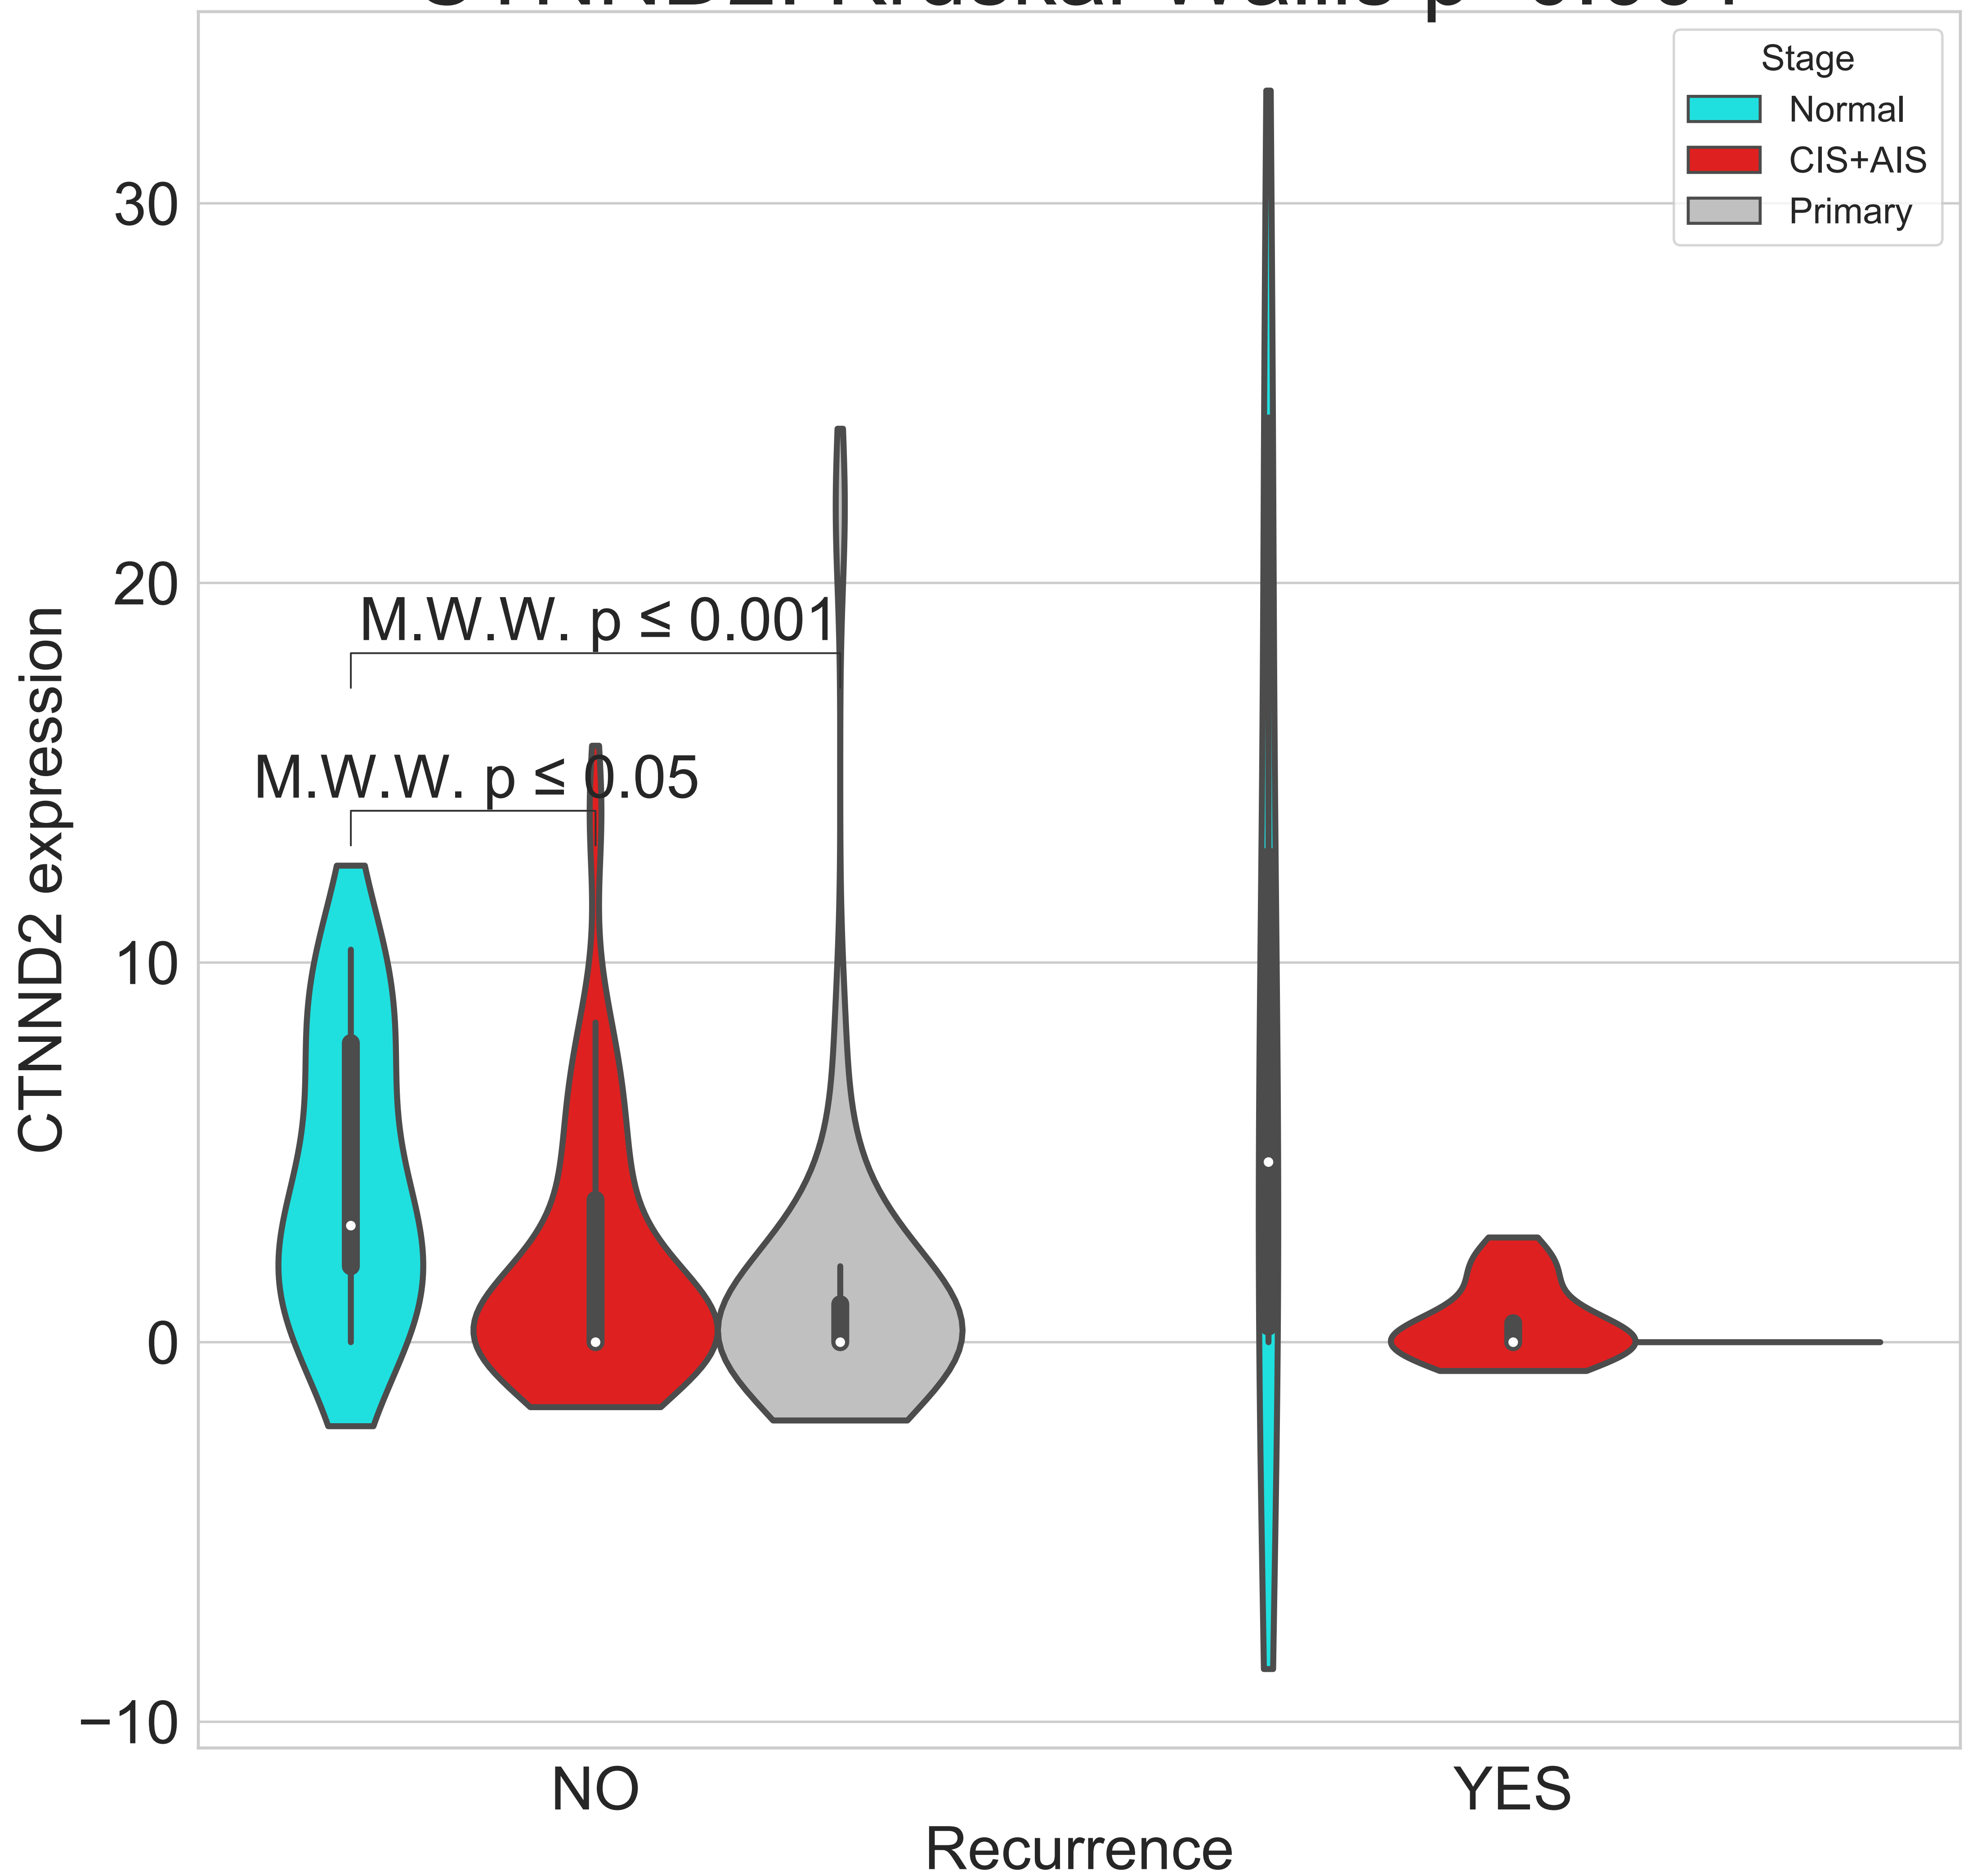 Stage
Normal
CIS+AIS
Primary
30
20
10
0
−10
CTNND2 expression
M.W.W. p ≤ 0.001
M.W.W. p ≤ 0.05
NO
YES
Recurrence